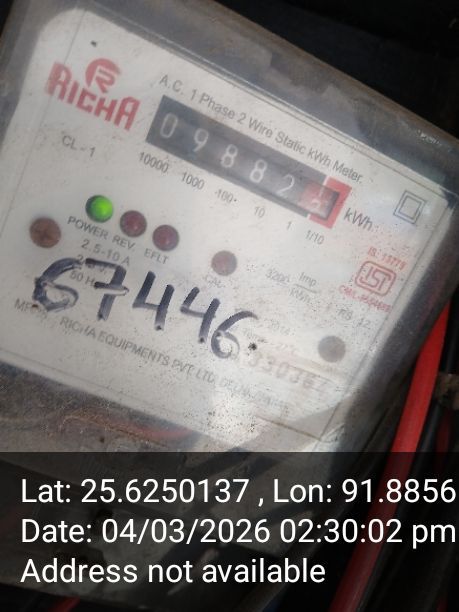 RICHA
A.C. 1 Phase 2 Wire Static kWh Meter
09882
kWh
10000 1000 100 10 1 1/10
CL-1
POWER REV. EFLT
2.5-10 A
CAL
3200 Imp
kWh
IS 13779
67446
RICHA EQUIPMENTS PVT. LTD.
Lat: 25.6250137 , Lon: 91.8856
Date: 04/03/2026 02:30:02 pm
Address not available